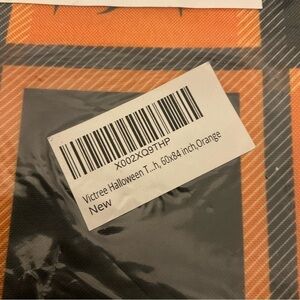 X002XQ9THP
Victree Halloween T...h, 60x84 inch,Orange
New